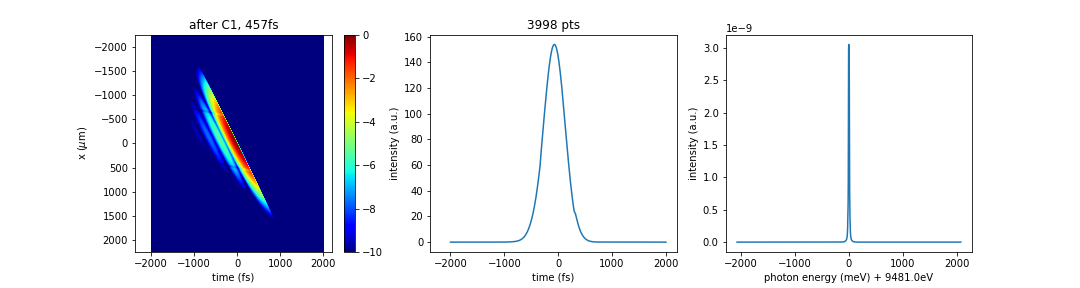 after C1, 457fs
x (μm)
−2000
−1500
−1000
−500
0
500
1000
1500
2000
−2000 −1000 0 1000 2000
time (fs)
0
−2
−4
−6
−8
−10
3998 pts
intensity (a.u.)
160
140
120
100
80
60
40
20
0
−2000 −1000 0 1000 2000
time (fs)
1e−9
intensity (a.u.)
3.0
2.5
2.0
1.5
1.0
0.5
0.0
−2000 −1000 0 1000 2000
photon energy (meV) + 9481.0eV